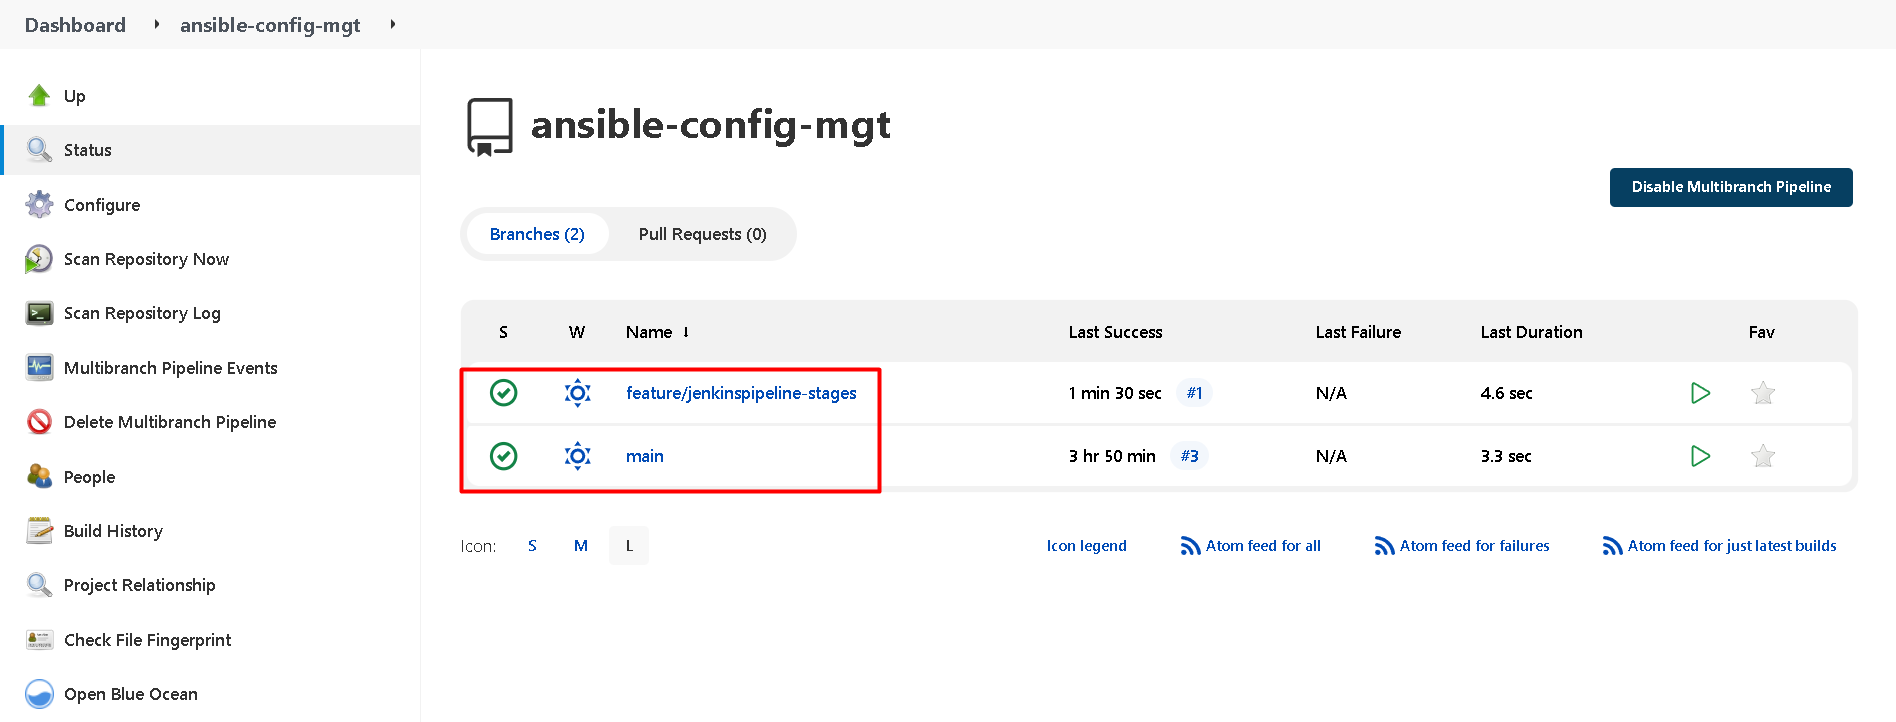 Dashboard ansible-config-mgt
Up
Status
Configure
Scan Repository Now
Scan Repository Log
Multibranch Pipeline Events
Delete Multibranch Pipeline
People
Build History
Project Relationship
Check File Fingerprint
Open Blue Ocean
ansible-config-mgt
Disable Multibranch Pipeline
Branches (2) Pull Requests (0)
S W Name ↓ Last Success Last Failure Last Duration Fav
feature/jenkinspipeline-stages 1 min 30 sec #1 N/A 4.6 sec
main 3 hr 50 min #3 N/A 3.3 sec
Icon: S M L Icon legend Atom feed for all Atom feed for failures Atom feed for just latest builds